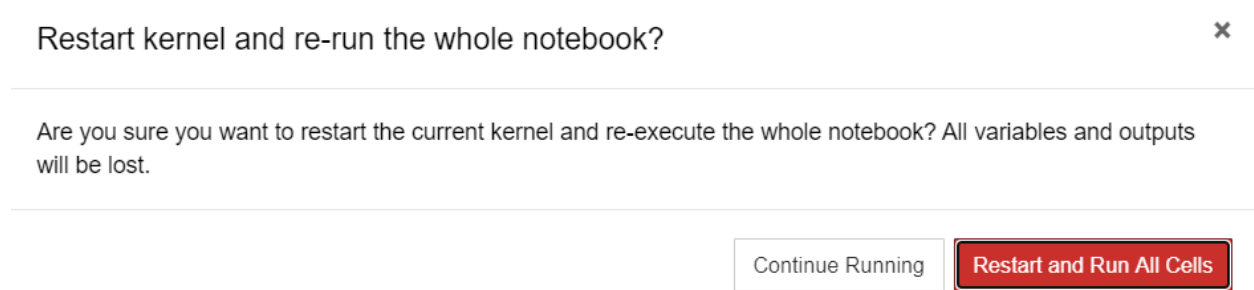 Restart kernel and re-run the whole notebook?
Are you sure you want to restart the current kernel and re-execute the whole notebook? All variables and outputs
will be lost.
Continue Running
Restart and Run All Cells